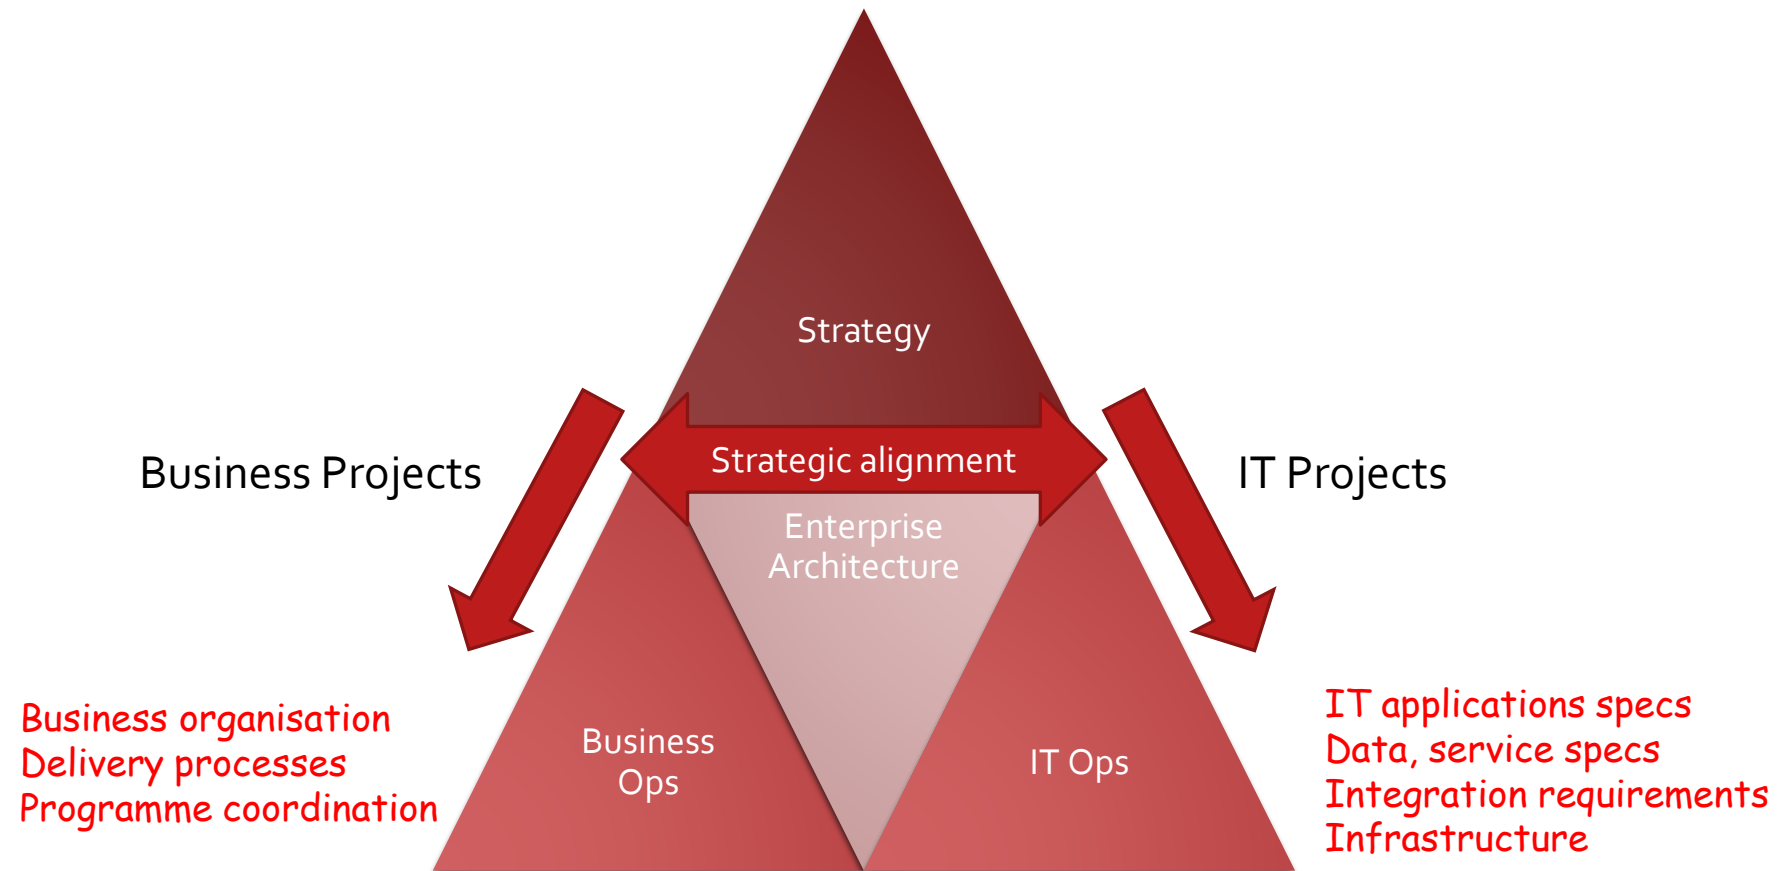 Strategy
Strategic alignment
Business Projects
IT Projects
Enterprise
Architecture
Business
Ops
IT Ops
Business organisation
Delivery processes
Programme coordination
IT applications specs
Data, service specs
Integration requirements
Infrastructure